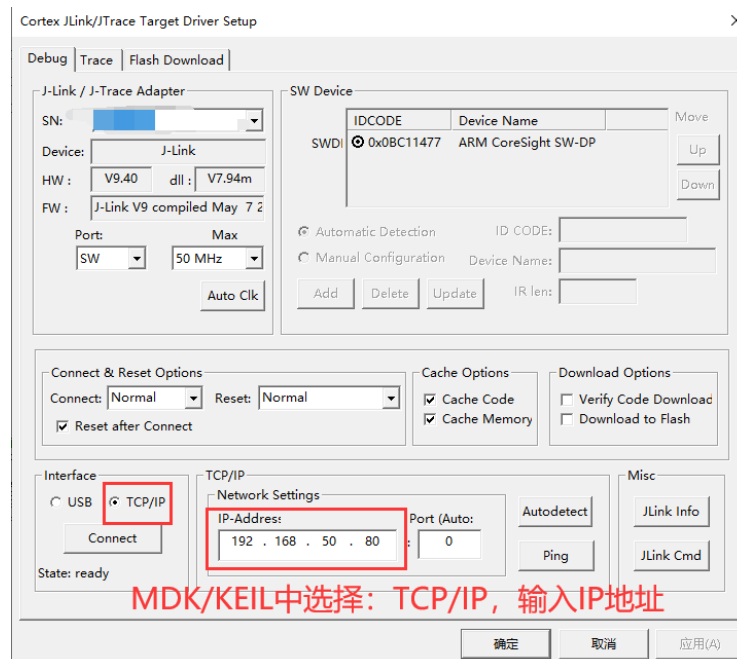 Cortex JLink/JTrace Target Driver Setup
Debug Trace Flash Download
J-Link / J-Trace Adapter
SN:
Device: J-Link
HW : V9.40 dll : V7.94m
FW : J-Link V9 compiled May 7 2
Port: Max
SW 50 MHz
Auto Clk
SW Device
IDCODE Device Name Move
SWDI 0x0BC11477 ARM CoreSight SW-DP Up
Down
Automatic Detection ID CODE:
Manual Configuration Device Name:
Add Delete Update IR len:
Connect & Reset Options
Connect: Normal Reset: Normal
Reset after Connect
Cache Options
Cache Code
Cache Memory
Download Options
Verify Code Download
Download to Flash
Interface
USB TCP/IP
Connect
State: ready
TCP/IP
Network Settings
IP-Address Port (Auto:
192 . 168 . 50 . 80 : 0
Autodetect
Ping
Misc
JLink Info
JLink Cmd
MDK/KEIL中选择：TCP/IP，输入IP地址
确定 取消 应用(A)